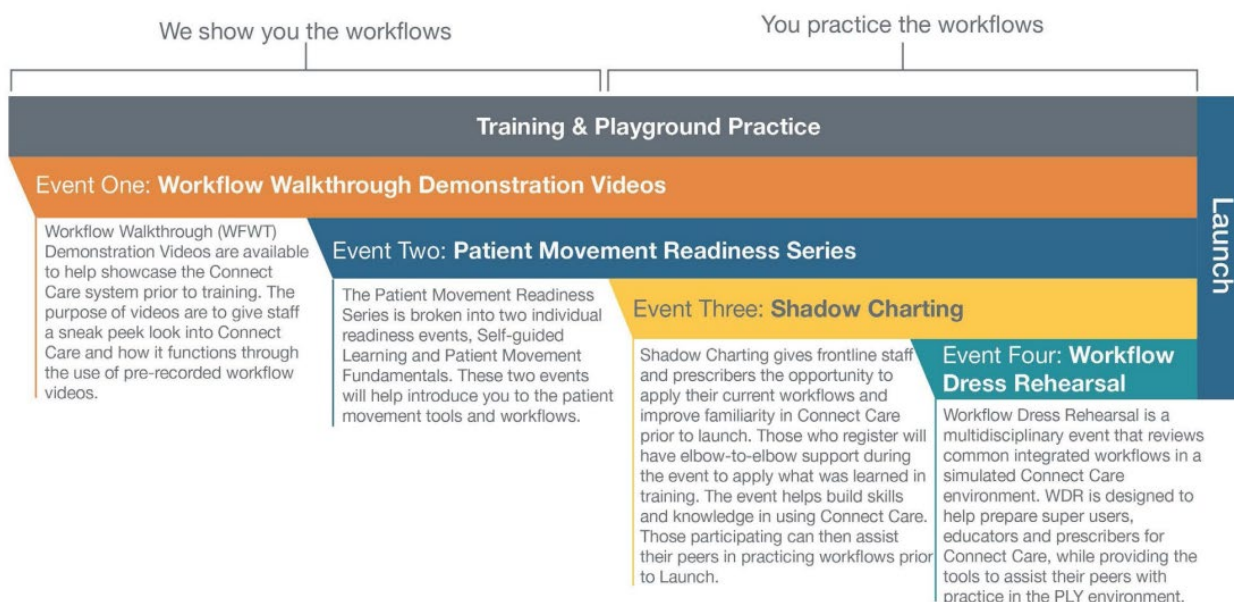 We show you the workflows
You practice the workflows
Training & Playground Practice
Event One: Workflow Walkthrough Demonstration Videos
Workflow Walkthrough (WFWT)
Demonstration Videos are available
to help showcase the Connect
Care system prior to training. The
purpose of videos are to give staff
a sneak peek look into Connect
Care and how it functions through
the use of pre-recorded workflow
videos.
Event Two: Patient Movement Readiness Series
The Patient Movement Readiness
Series is broken into two individual
readiness events, Self-guided
Learning and Patient Movement
Fundamentals. These two events
will help introduce you to the patient
movement tools and workflows.
Event Three: Shadow Charting
Shadow Charting gives frontline staff
and prescribers the opportunity to
apply their current workflows and
improve familiarity in Connect Care
prior to launch. Those who register will
have elbow-to-elbow support during
the event to apply what was learned in
training. The event helps build skills
and knowledge in using Connect Care.
Those participating can then assist
their peers in practicing workflows prior
to Launch.
Event Four: Workflow
Dress Rehearsal
Workflow Dress Rehearsal is a
multidisciplinary event that reviews
common integrated workflows in a
simulated Connect Care
environment. WDR is designed to
help prepare super users,
educators and prescribers for
Connect Care, while providing the
tools to assist their peers with
practice in the PLY environment.
Launch